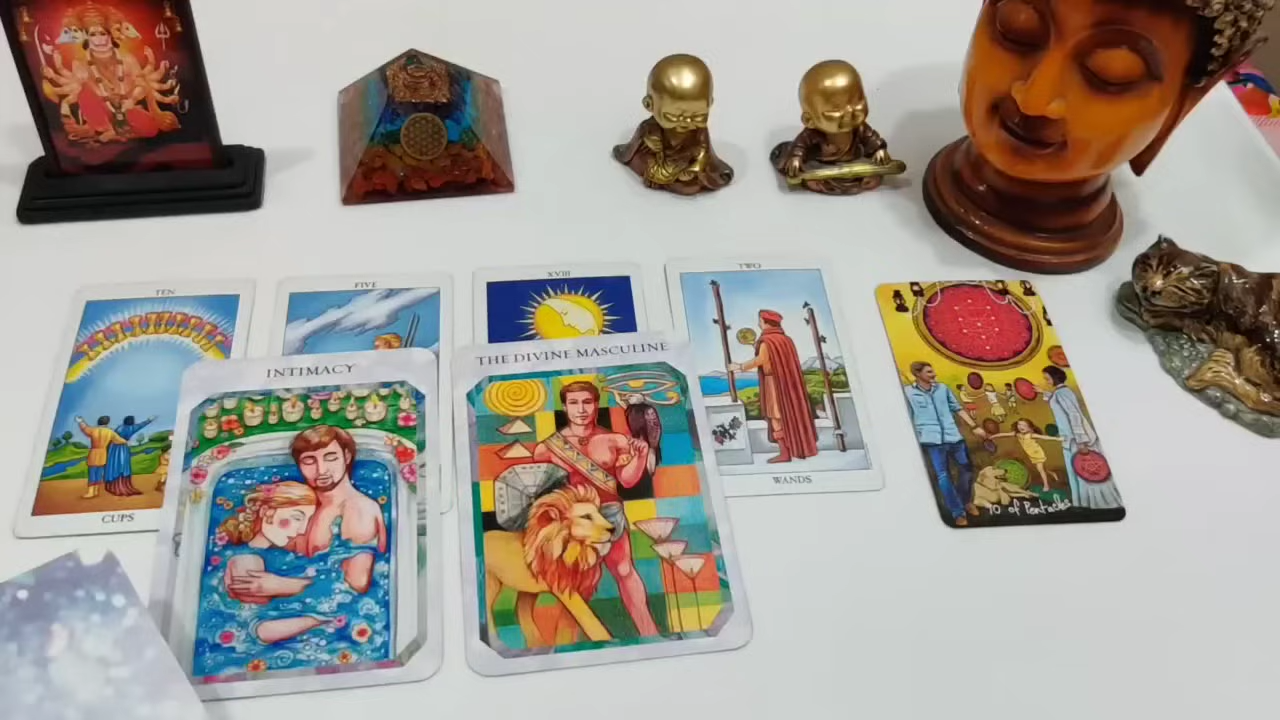 TEN
FIVE
XVIII
TWO
INTIMACY
THE DIVINE MASCULINE
CUPS
WANDS
10 of Pentacles